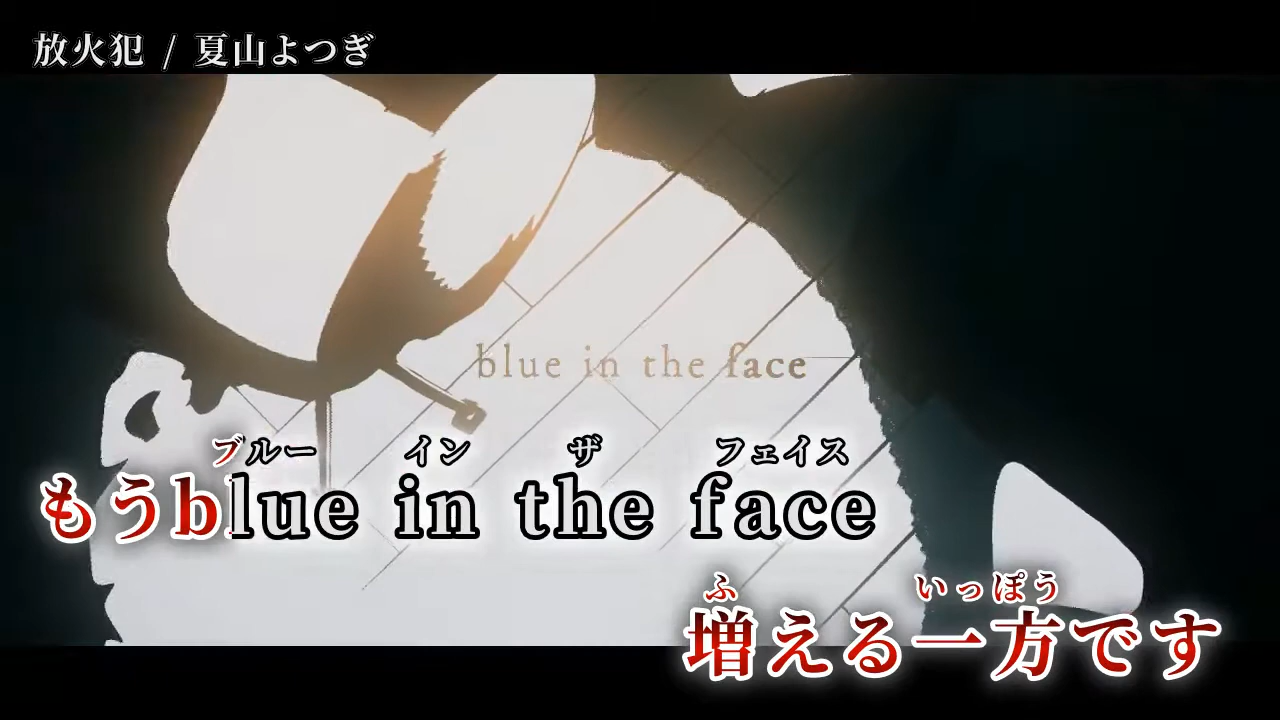 放火犯 / 夏山よつぎ
blue in the face
ブルー イン ザ フェイス
もうblue in the face
ふ いっぽう
増える一方です